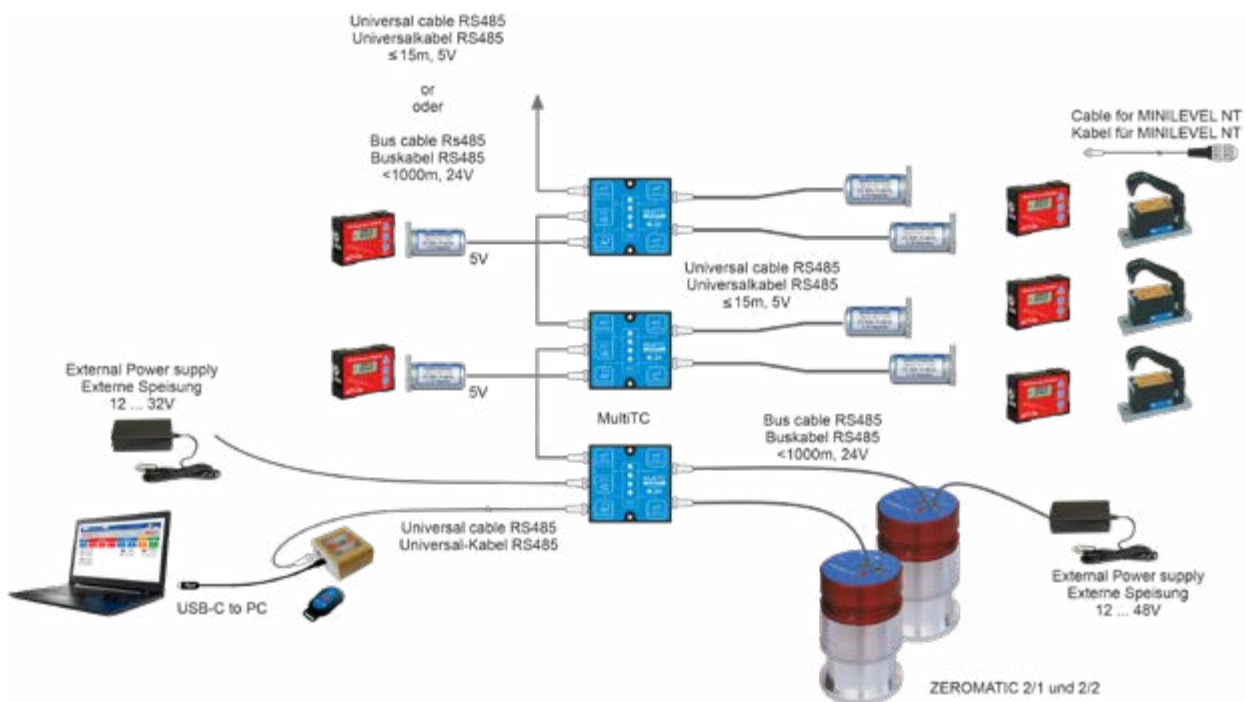 Universal cable RS485
Universalkabel RS485
≤15m, 5V
or
oder
Bus cable Rs485
Buskabel RS485
<1000m, 24V
Cable for MINILEVEL NT
Kabel für MINILEVEL NT
5V
Universal cable RS485
Universalkabel RS485
≤15m, 5V
5V
External Power supply
Externe Speisung
12 ... 32V
MultiTC
Bus cable RS485
Buskabel RS485
<1000m, 24V
Universal cable RS485
Universal-Kabel RS485
USB-C to PC
External Power supply
Externe Speisung
12 ... 48V
ZEROMATIC 2/1 und 2/2